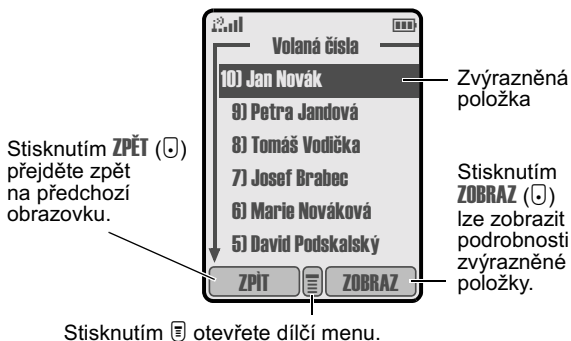 Volaná čísla
10) Jan Novák
9) Petra Jandová
8) Tomáš Vodička
7) Josef Brabec
6) Marie Nováková
5) David Podskalský
ZPÌT
ZOBRAZ
Zvýrazněná
položka
Stisknutím ZPĚT ()
přejděte zpět
na předchozí
obrazovku.
Stisknutím
ZOBRAZ ()
lze zobrazit
podrobnosti
zvýrazněné
položky.
Stisknutím otevřete dílčí menu.